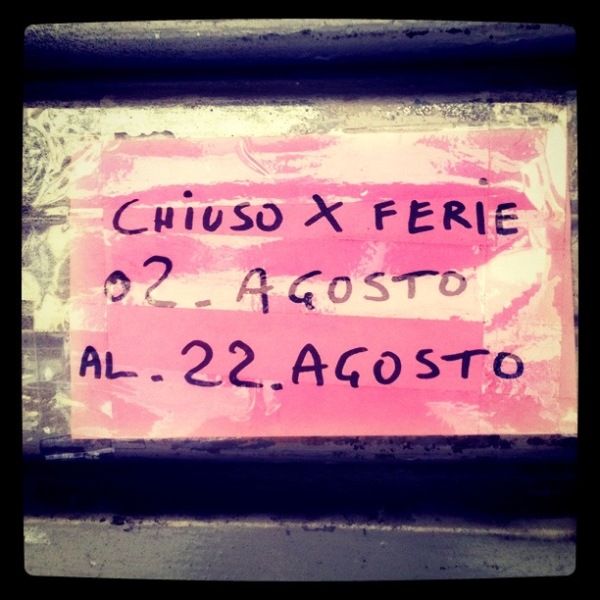 CHIUSO X FERIE
02. AGOSTO
AL. 22. AGOSTO